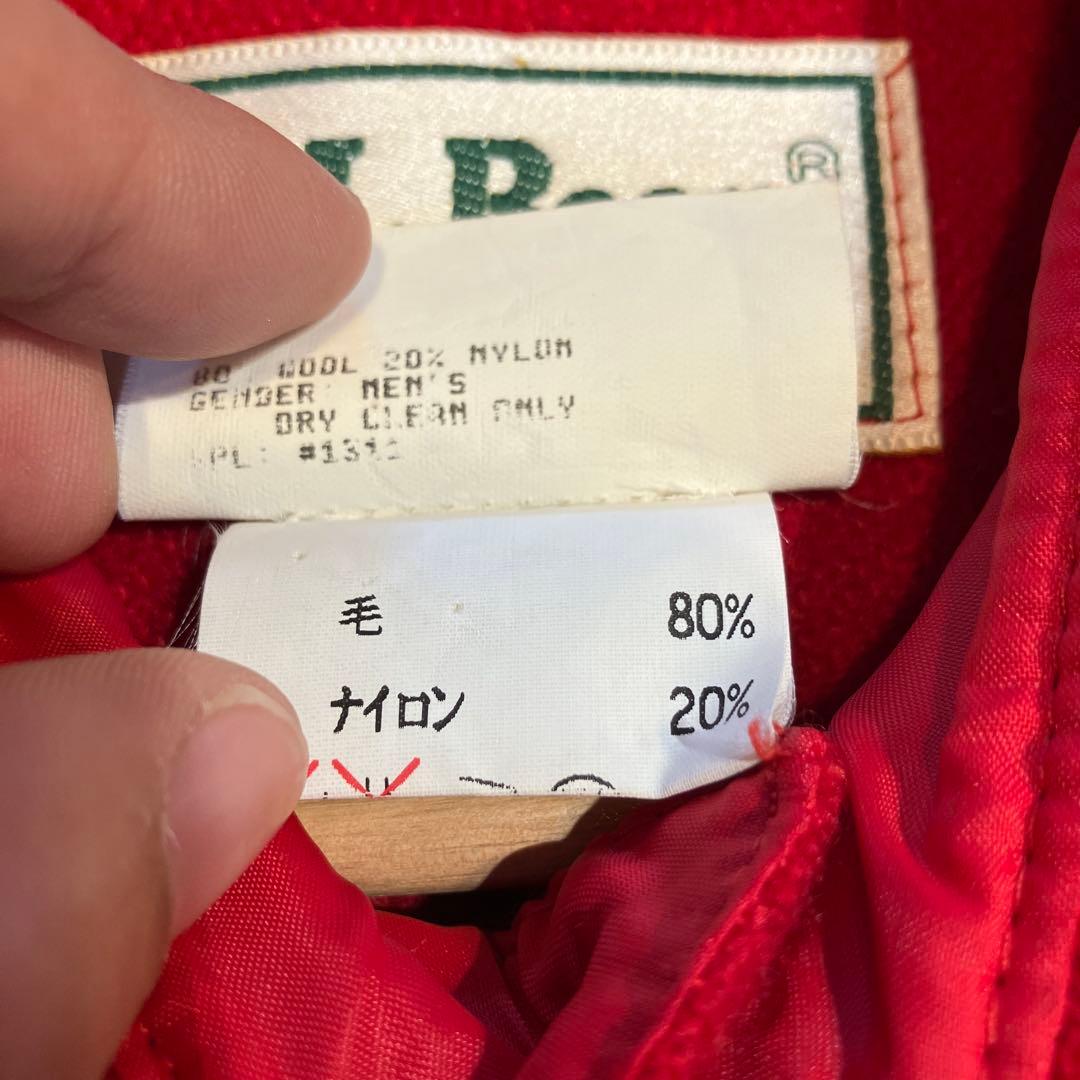 ®
80 WOOL 20% NYLON
GENDER: MEN'S
DRY CLEAN ONLY
毛 80%
ナイロン 20%